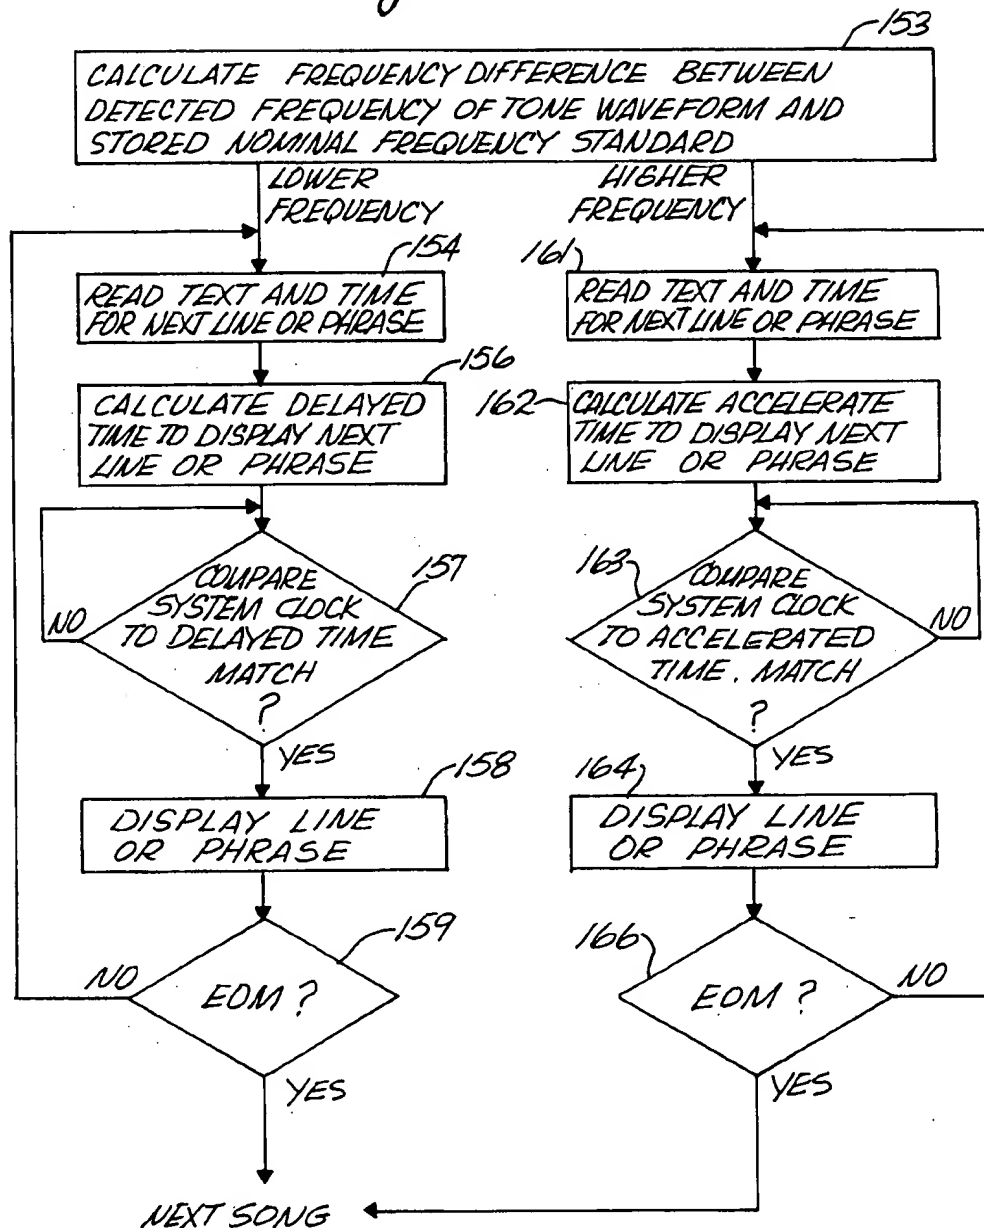 153
CALCULATE FREQUENCY DIFFERENCE BETWEEN
DETECTED FREQUENCY OF TONE WAVEFORM AND
STORED NOMINAL FREQUENCY STANDARD
LOWER
FREQUENCY
HIGHER
FREQUENCY
154
READ TEXT AND TIME
FOR NEXT LINE OR PHRASE
161
READ TEXT AND TIME
FOR NEXT LINE OR PHRASE
156
CALCULATE DELAYED
TIME TO DISPLAY NEXT
LINE OR PHRASE
162
CALCULATE ACCELERATE
TIME TO DISPLAY NEXT
LINE OR PHRASE
157
COMPARE
SYSTEM CLOCK
TO DELAYED TIME
MATCH
?
NO
YES
163
COMPARE
SYSTEM CLOCK
TO ACCELERATED
TIME. MATCH
?
NO
YES
158
DISPLAY LINE
OR PHRASE
164
DISPLAY LINE
OR PHRASE
159
EOM ?
NO
YES
166
EOM ?
NO
YES
NEXT SONG